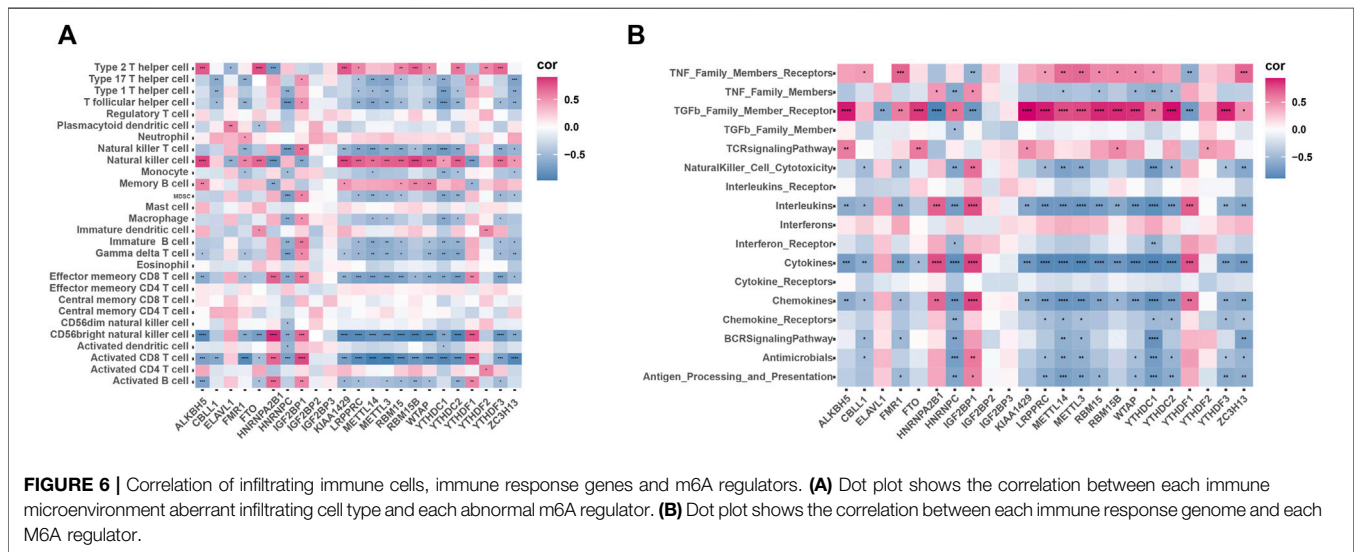 A
Type 2 T helper cell
Type 17 T helper cell
Type 1 T helper cell
T follicular helper cell
Regulatory T cell
Plasmacytoid dendritic cell
Neutrophil
Natural killer T cell
Natural killer cell
Monocyte
Memory B cell
MDSC
Mast cell
Macrophage
Immature dendritic cell
Immature B cell
Gamma delta T cell
Eosinophil
Effector memeory CD8 T cell
Effector memeory CD4 T cell
Central memory CD8 T cell
Central memory CD4 T cell
CD56dim natural killer cell
CD56bright natural killer cell
Activated dendritic cell
Activated CD8 T cell
Activated CD4 T cell
Activated B cell
ALKBH5
CBLL1
ELAVL1
FMR1
FTO
HNRNPA2B1
HNRNPC
IGF2BP1
IGF2BP2
IGF2BP3
KIAA1429
LRPPRC
METTL14
METTL3
RBM15
RBM15B
WTAP
YTHDC1
YTHDC2
YTHDF1
YTHDF2
YTHDF3
ZC3H13
cor
0.5
0.0
−0.5
B
TNF_Family_Members_Receptors
TNF_Family_Members
TGFb_Family_Member_Receptor
TGFb_Family_Member
TCRsignalingPathway
NaturalKiller_Cell_Cytotoxicity
Interleukins_Receptor
Interleukins
Interferons
Interferon_Receptor
Cytokines
Cytokine_Receptors
Chemokines
Chemokine_Receptors
BCRSignalingPathway
Antimicrobials
Antigen_Processing_and_Presentation
ALKBH5
CBLL1
ELAVL1
FMR1
FTO
HNRNPA2B1
HNRNPC
IGF2BP1
IGF2BP2
IGF2BP3
KIAA1429
LRPPRC
METTL14
METTL3
RBM15
RBM15B
WTAP
YTHDC1
YTHDC2
YTHDF1
YTHDF2
YTHDF3
ZC3H13
cor
0.5
0.0
−0.5
FIGURE 6 | Correlation of infiltrating immune cells, immune response genes and m6A regulators. (A) Dot plot shows the correlation between each immune
microenvironment aberrant infiltrating cell type and each abnormal m6A regulator. (B) Dot plot shows the correlation between each immune response genome and each
M6A regulator.